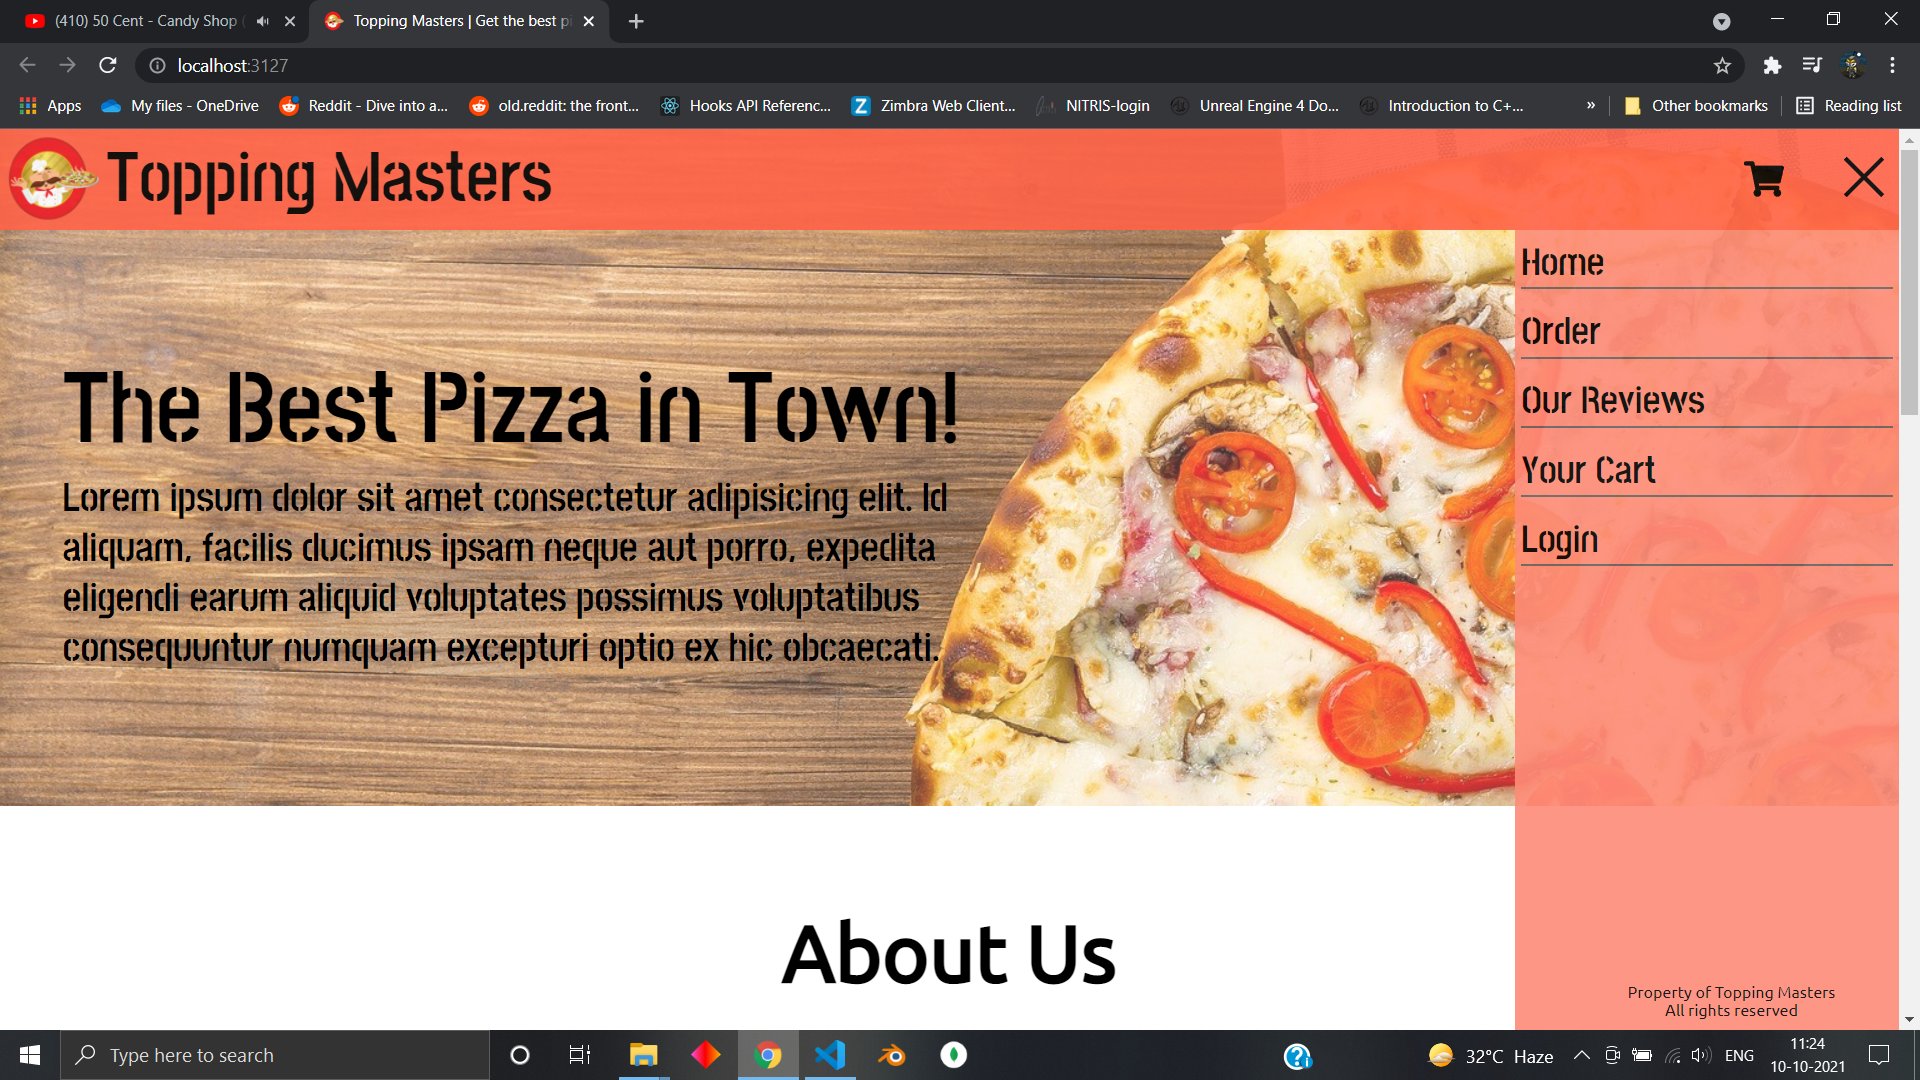 (410) 50 Cent - Candy Shop
Topping Masters | Get the best pi
localhost:3127
Apps
My files - OneDrive
Reddit - Dive into a...
old.reddit: the front...
Hooks API Referenc...
Zimbra Web Client...
NITRIS-login
Unreal Engine 4 Do...
Introduction to C+...
»
Other bookmarks
Reading list
Topping Masters
Home
Order
Our Reviews
Your Cart
Login
The Best Pizza in Town!
Lorem ipsum dolor sit amet consectetur adipisicing elit. Id
aliquam, facilis ducimus ipsam neque aut porro, expedita
eligendi earum aliquid voluptates possimus voluptatibus
consequuntur numquam excepturi optio ex hic obcaecati.
About Us
Property of Topping Masters
All rights reserved
Type here to search
32°C Haze
ENG
11:24
10-10-2021